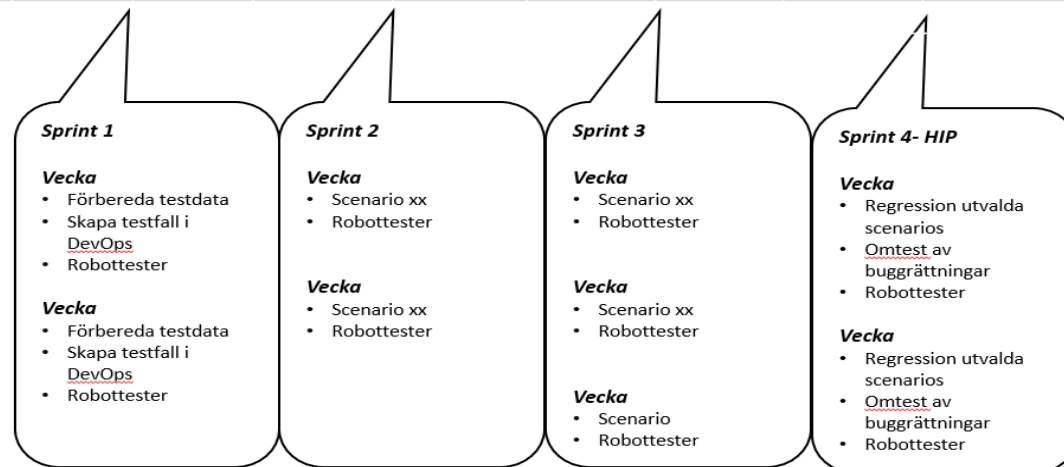 Sprint 1
Vecka
• Förbereda testdata
• Skapa testfall i
DevOps
• Robottester
Vecka
• Förbereda testdata
• Skapa testfall i
DevOps
• Robottester
Sprint 2
Vecka
• Scenario xx
• Robottester
Vecka
• Scenario xx
• Robottester
Sprint 3
Vecka
• Scenario xx
• Robottester
Vecka
• Scenario xx
• Robottester
Vecka
• Scenario
• Robottester
Sprint 4- HIP
Vecka
• Regression utvalda
scenarios
• Omtest av
buggrättningar
• Robottester
Vecka
• Regression utvalda
scenarios
• Omtest av
buggrättningar
• Robottester